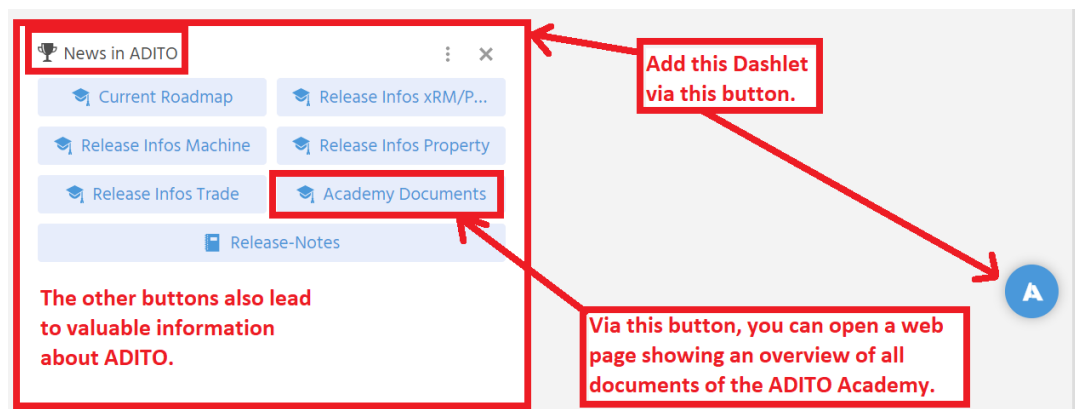 News in ADITO
Current Roadmap
Release Infos xRM/P...
Release Infos Machine
Release Infos Property
Release Infos Trade
Academy Documents
Release-Notes
The other buttons also lead
to valuable information
about ADITO.
Add this Dashlet
via this button.
A
Via this button, you can open a web
page showing an overview of all
documents of the ADITO Academy.